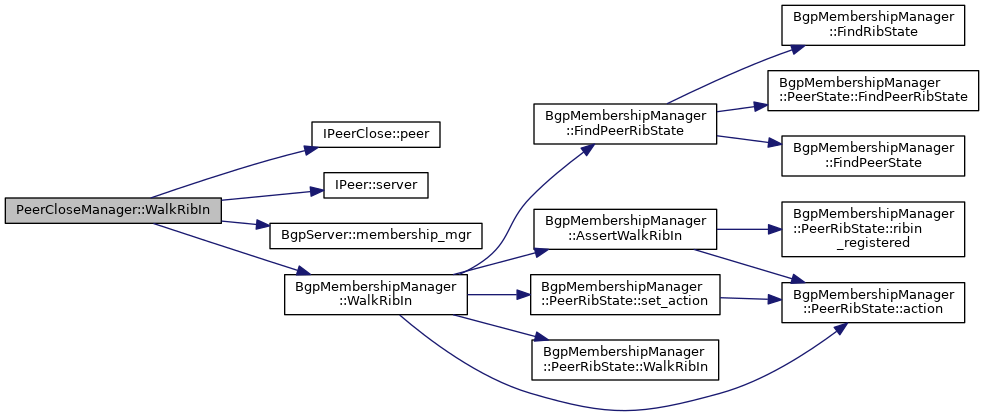 PeerCloseManager::WalkRibIn
IPeerClose::peer
IPeer::server
BgpServer::membership_mgr
BgpMembershipManager
::WalkRibIn
BgpMembershipManager
::FindPeerRibState
BgpMembershipManager
::AssertWalkRibIn
BgpMembershipManager
::PeerRibState::set_action
BgpMembershipManager
::PeerRibState::WalkRibIn
BgpMembershipManager
::FindRibState
BgpMembershipManager
::PeerState::FindPeerRibState
BgpMembershipManager
::FindPeerState
BgpMembershipManager
::PeerRibState::ribin
_registered
BgpMembershipManager
::PeerRibState::action